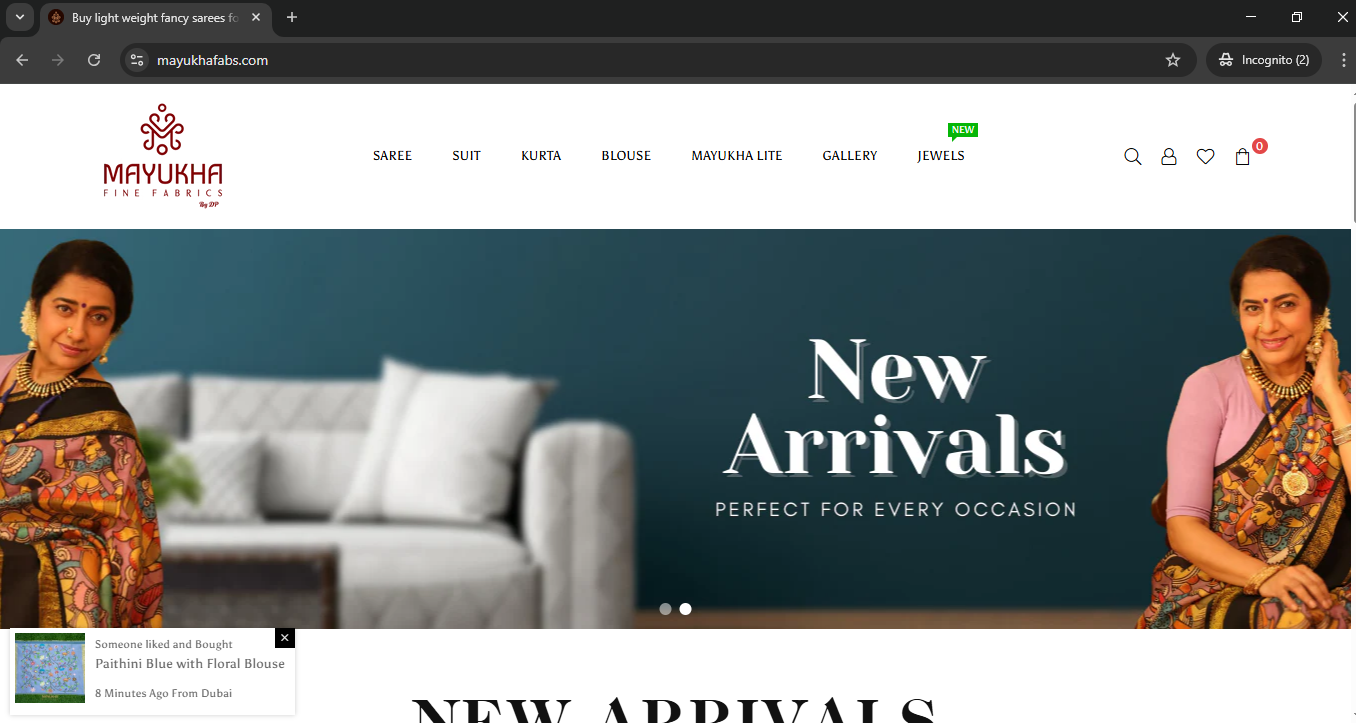 Buy light weight fancy sarees fo
mayukhafabs.com
Incognito (2)
MAYUKHA
FINE FABRICS
By DP
SAREE
SUIT
KURTA
BLOUSE
MAYUKHA LITE
GALLERY
NEW
JEWELS
0
New
Arrivals
PERFECT FOR EVERY OCCASION
Someone liked and Bought
Paithini Blue with Floral Blouse
8 Minutes Ago From Dubai
NEW ARRIVALS